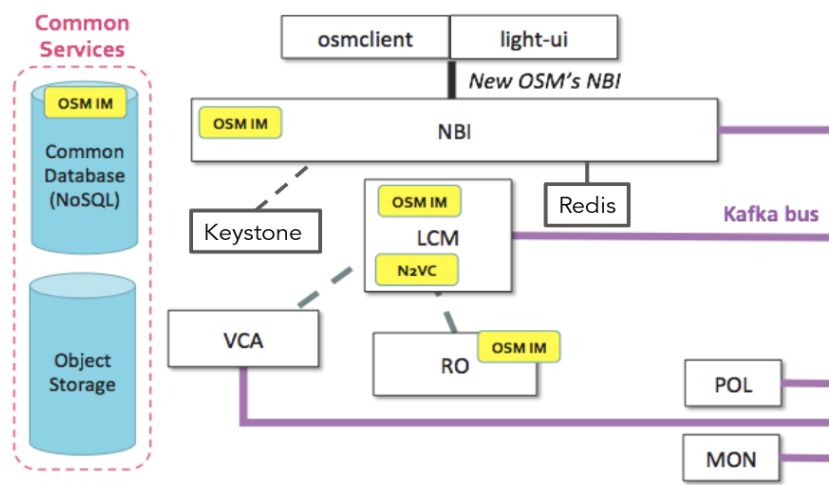 Common
Services
OSM IM
Common
Database
(NoSQL)
Object
Storage
osmclient
light-ui
New OSM's NBI
OSM IM
NBI
Keystone
Redis
OSM IM
LCM
N2VC
Kafka bus
VCA
OSM IM
RO
POL
MON